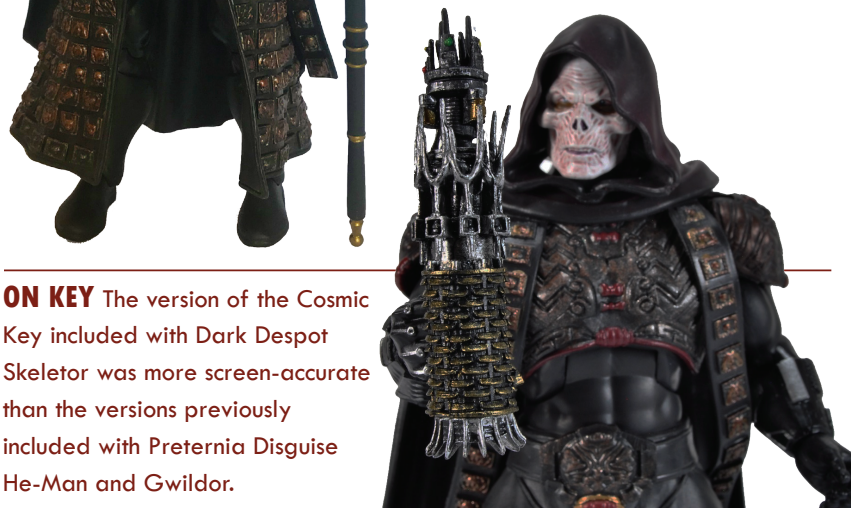 ON KEY The version of the Cosmic
Key included with Dark Despot
Skeletor was more screen-accurate
than the versions previously
included with Preternia Disguise
He-Man and Gwildor.